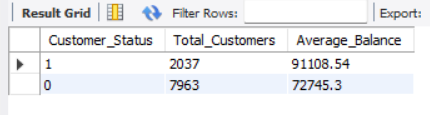 Result Grid Filter Rows: Export:
Customer_Status Total_Customers Average_Balance
1 2037 91108.54
0 7963 72745.3